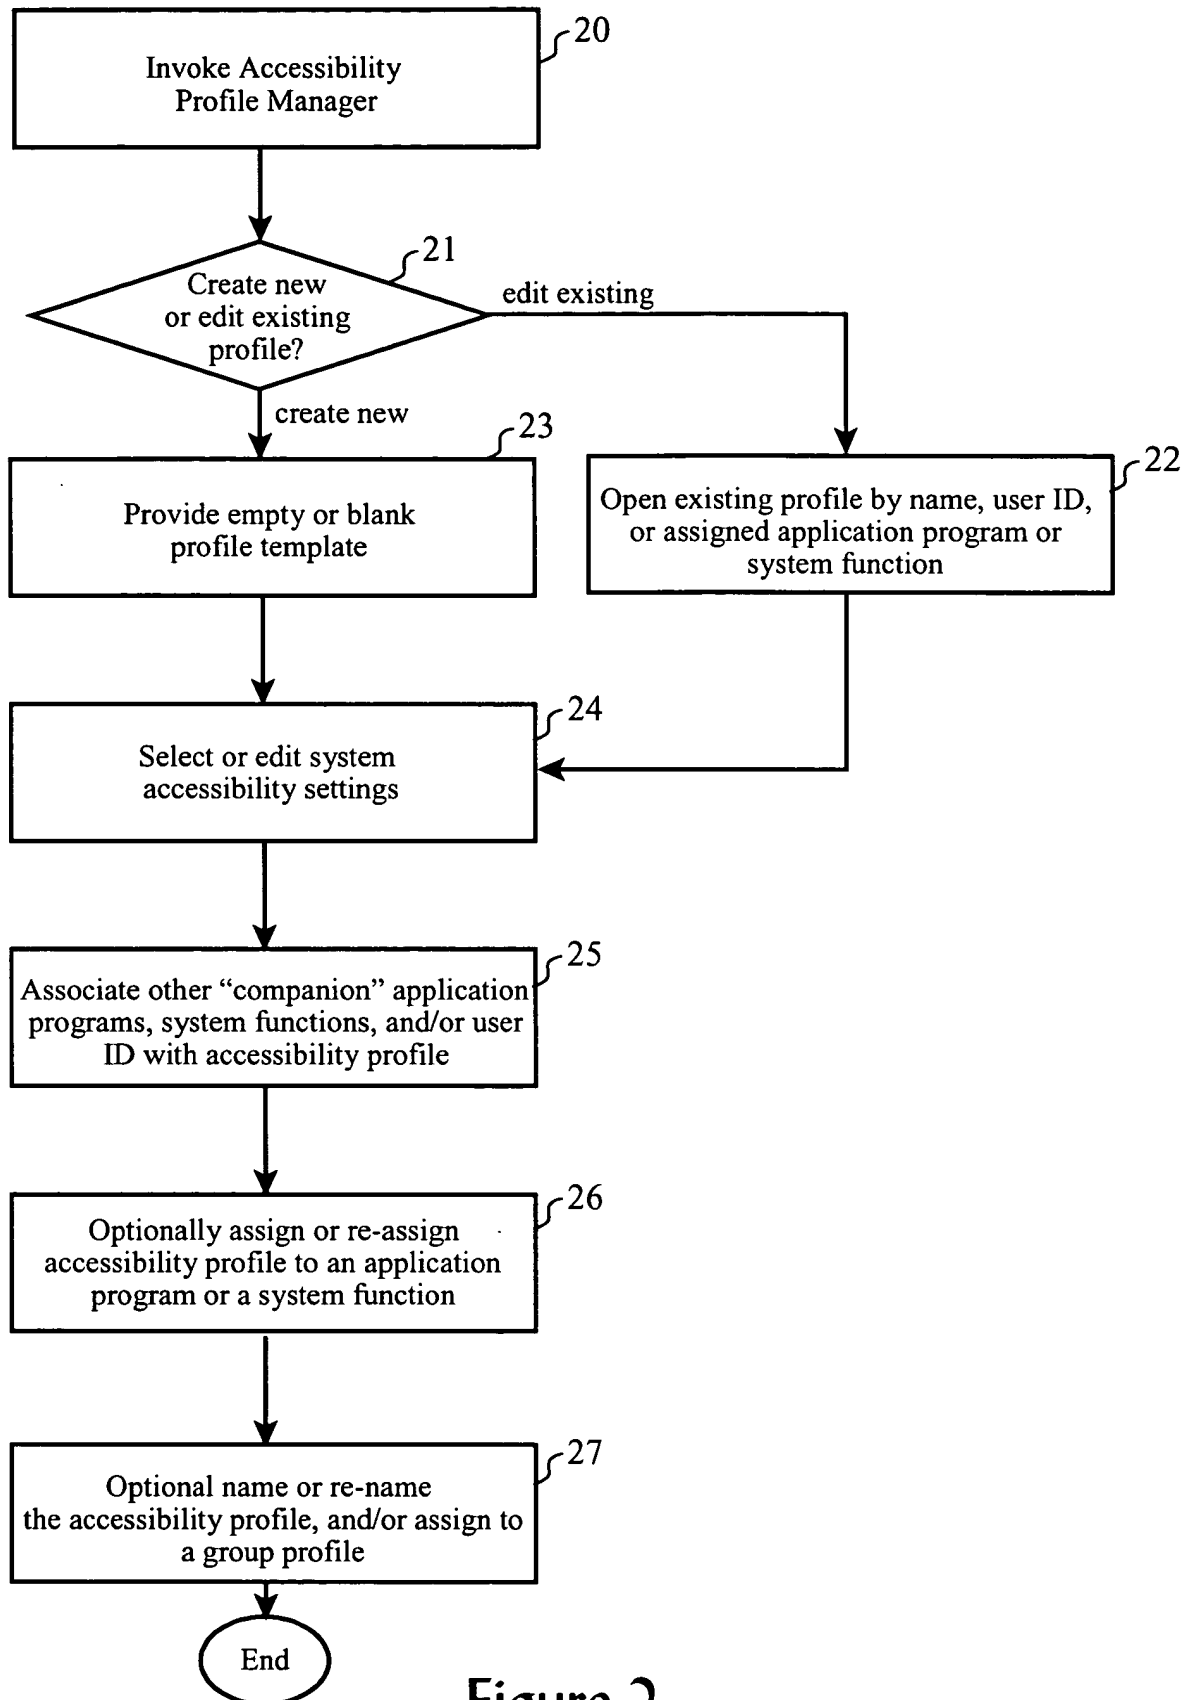 20
Invoke Accessibility
Profile Manager
21
Create new
or edit existing
profile?
edit existing
create new
23
Provide empty or blank
profile template
22
Open existing profile by name, user ID,
or assigned application program or
system function
24
Select or edit system
accessibility settings
25
Associate other “companion” application
programs, system functions, and/or user
ID with accessibility profile
26
Optionally assign or re-assign
accessibility profile to an application
program or a system function
27
Optional name or re-name
the accessibility profile, and/or assign to
a group profile
End
Figure 2